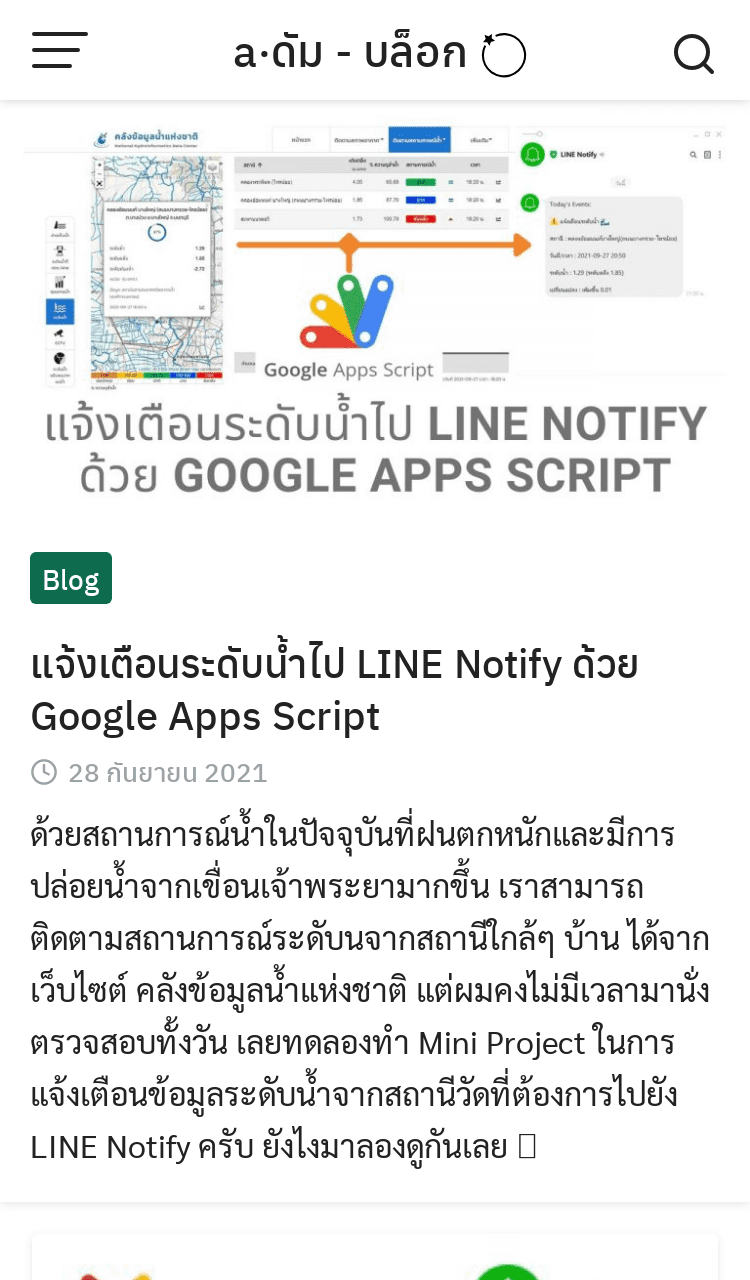 a·ดัม - บล็อก
คลังข้อมูลน้ำแห่งชาติ
National Hydroinformatics Data Center
LINE Notify
Today's Events:
Google Apps Script
แจ้งเตือนระดับน้ำไป LINE NOTIFY
ด้วย GOOGLE APPS SCRIPT
Blog
แจ้งเตือนระดับน้ำไป LINE Notify ด้วย
Google Apps Script
28 กันยายน 2021
ด้วยสถานการณ์น้ำในปัจจุบันที่ฝนตกหนักและมีการ
ปล่อยน้ำจากเขื่อนเจ้าพระยามากขึ้น เราสามารถ
ติดตามสถานการณ์ระดับนจากสถานีใกล้ๆ บ้าน ได้จาก
เว็บไซต์ คลังข้อมูลน้ำแห่งชาติ แต่ผมคงไม่มีเวลามานั่ง
ตรวจสอบทั้งวัน เลยทดลองทำ Mini Project ในการ
แจ้งเตือนข้อมูลระดับน้ำจากสถานีวัดที่ต้องการไปยัง
LINE Notify ครับ ยังไงมาลองดูกันเลย